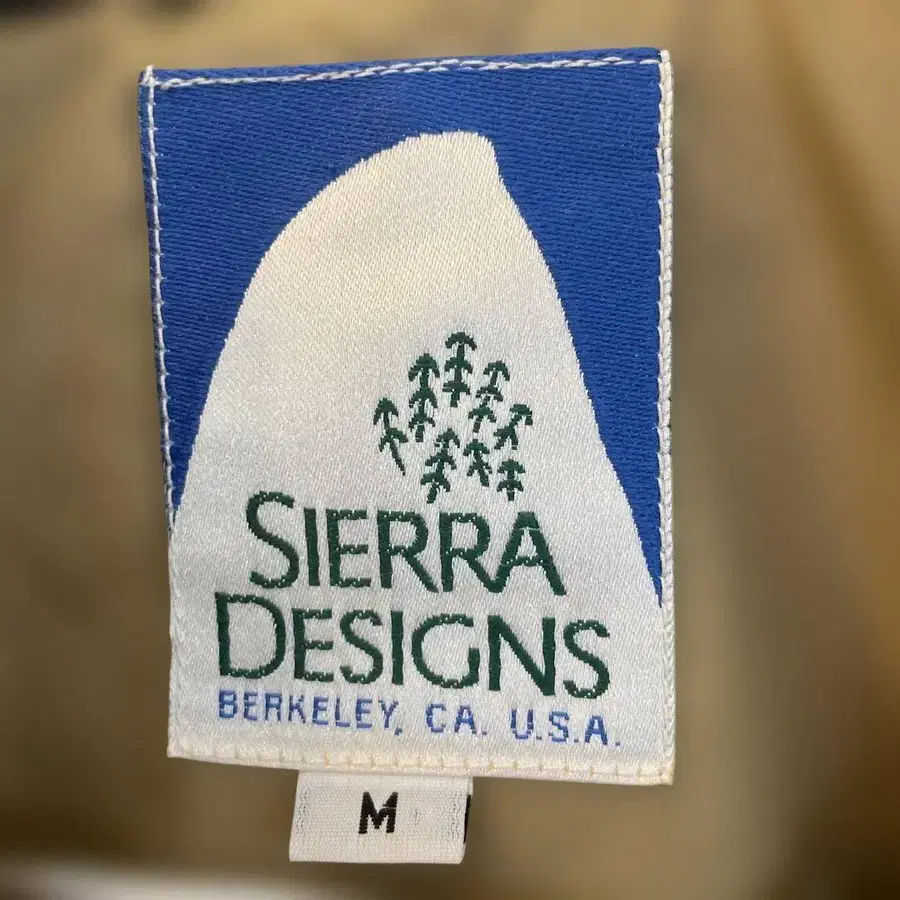 SIERRA
DESIGNS
BERKELEY, CA. U.S.A.
M